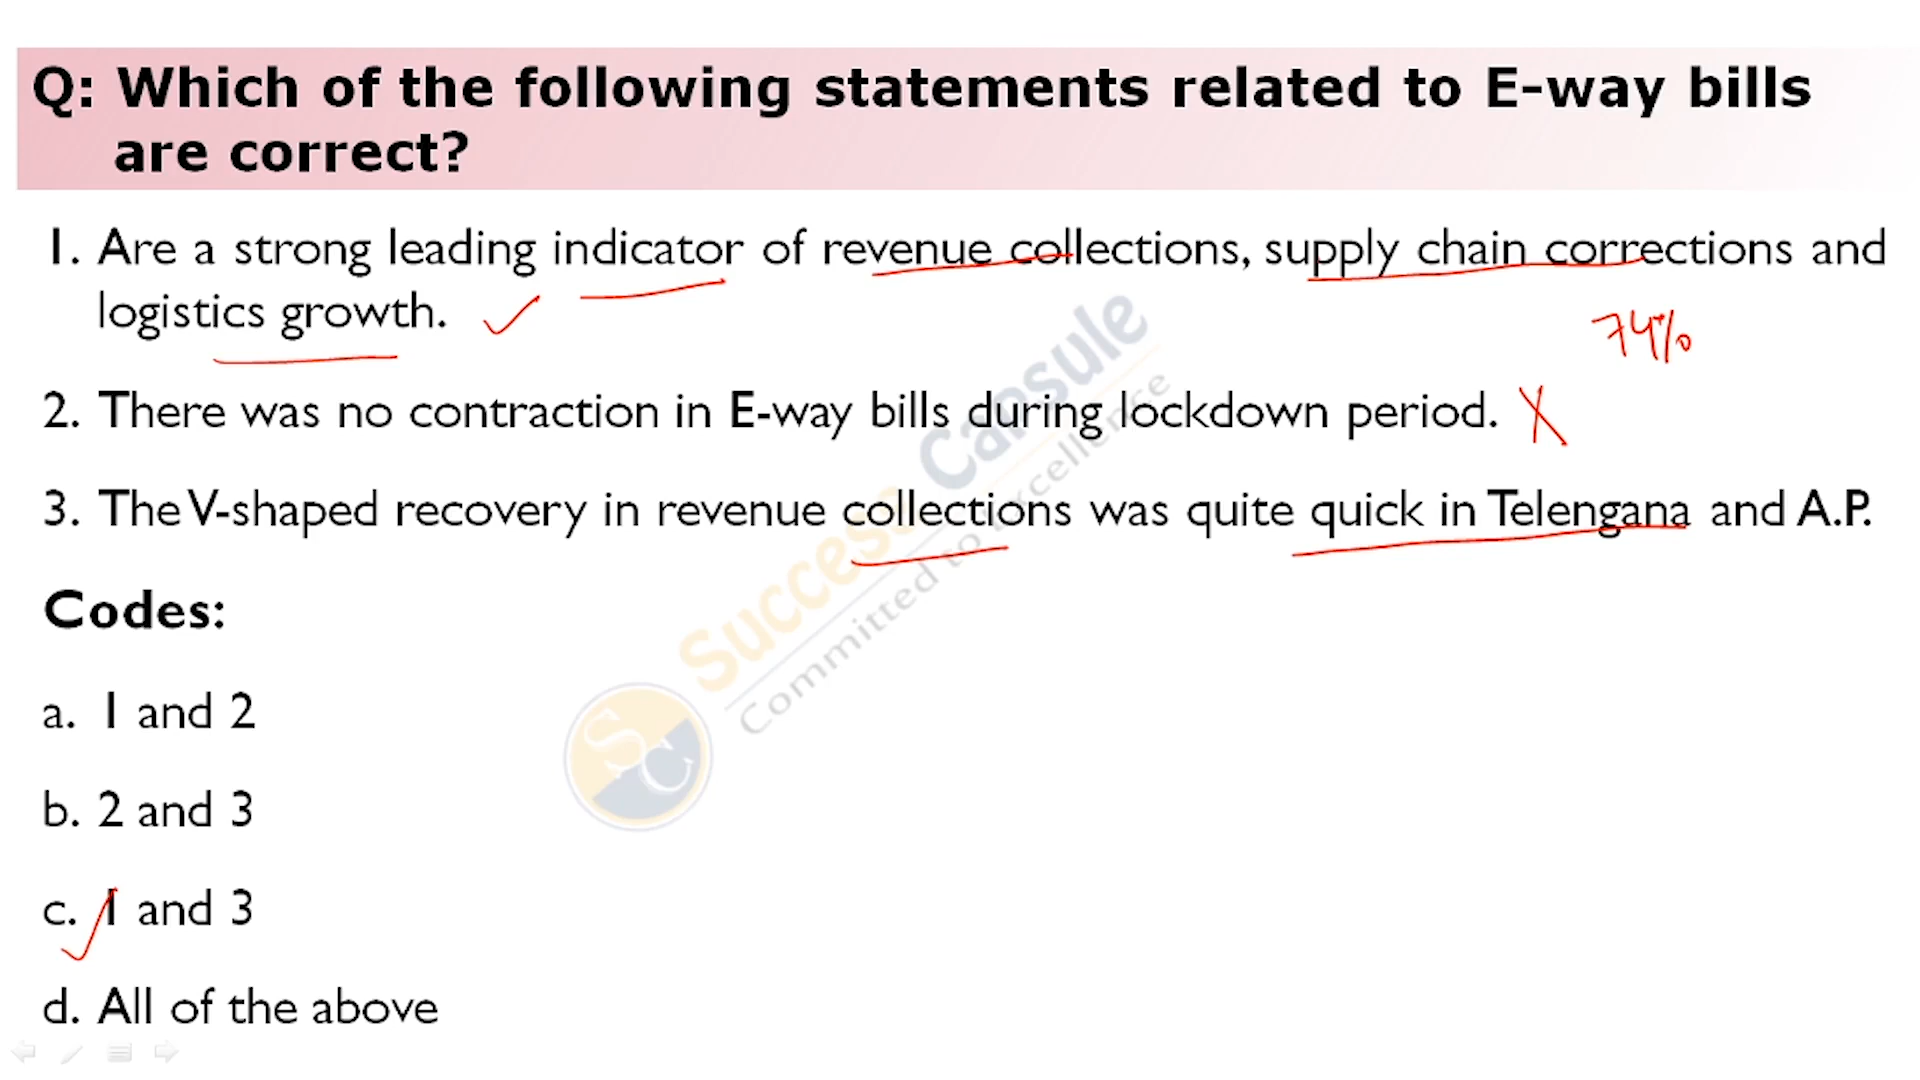 Q: Which of the following statements related to E-way bills
are correct?
1. Are a strong leading indicator of revenue collections, supply chain corrections and
logistics growth.
74%
2. There was no contraction in E-way bills during lockdown period. X
3. The V-shaped recovery in revenue collections was quite quick in Telengana and A.P.
Codes:
a. 1 and 2
b. 2 and 3
c. 1 and 3
d. All of the above
Success Capsule
Committed to Excellence
SC